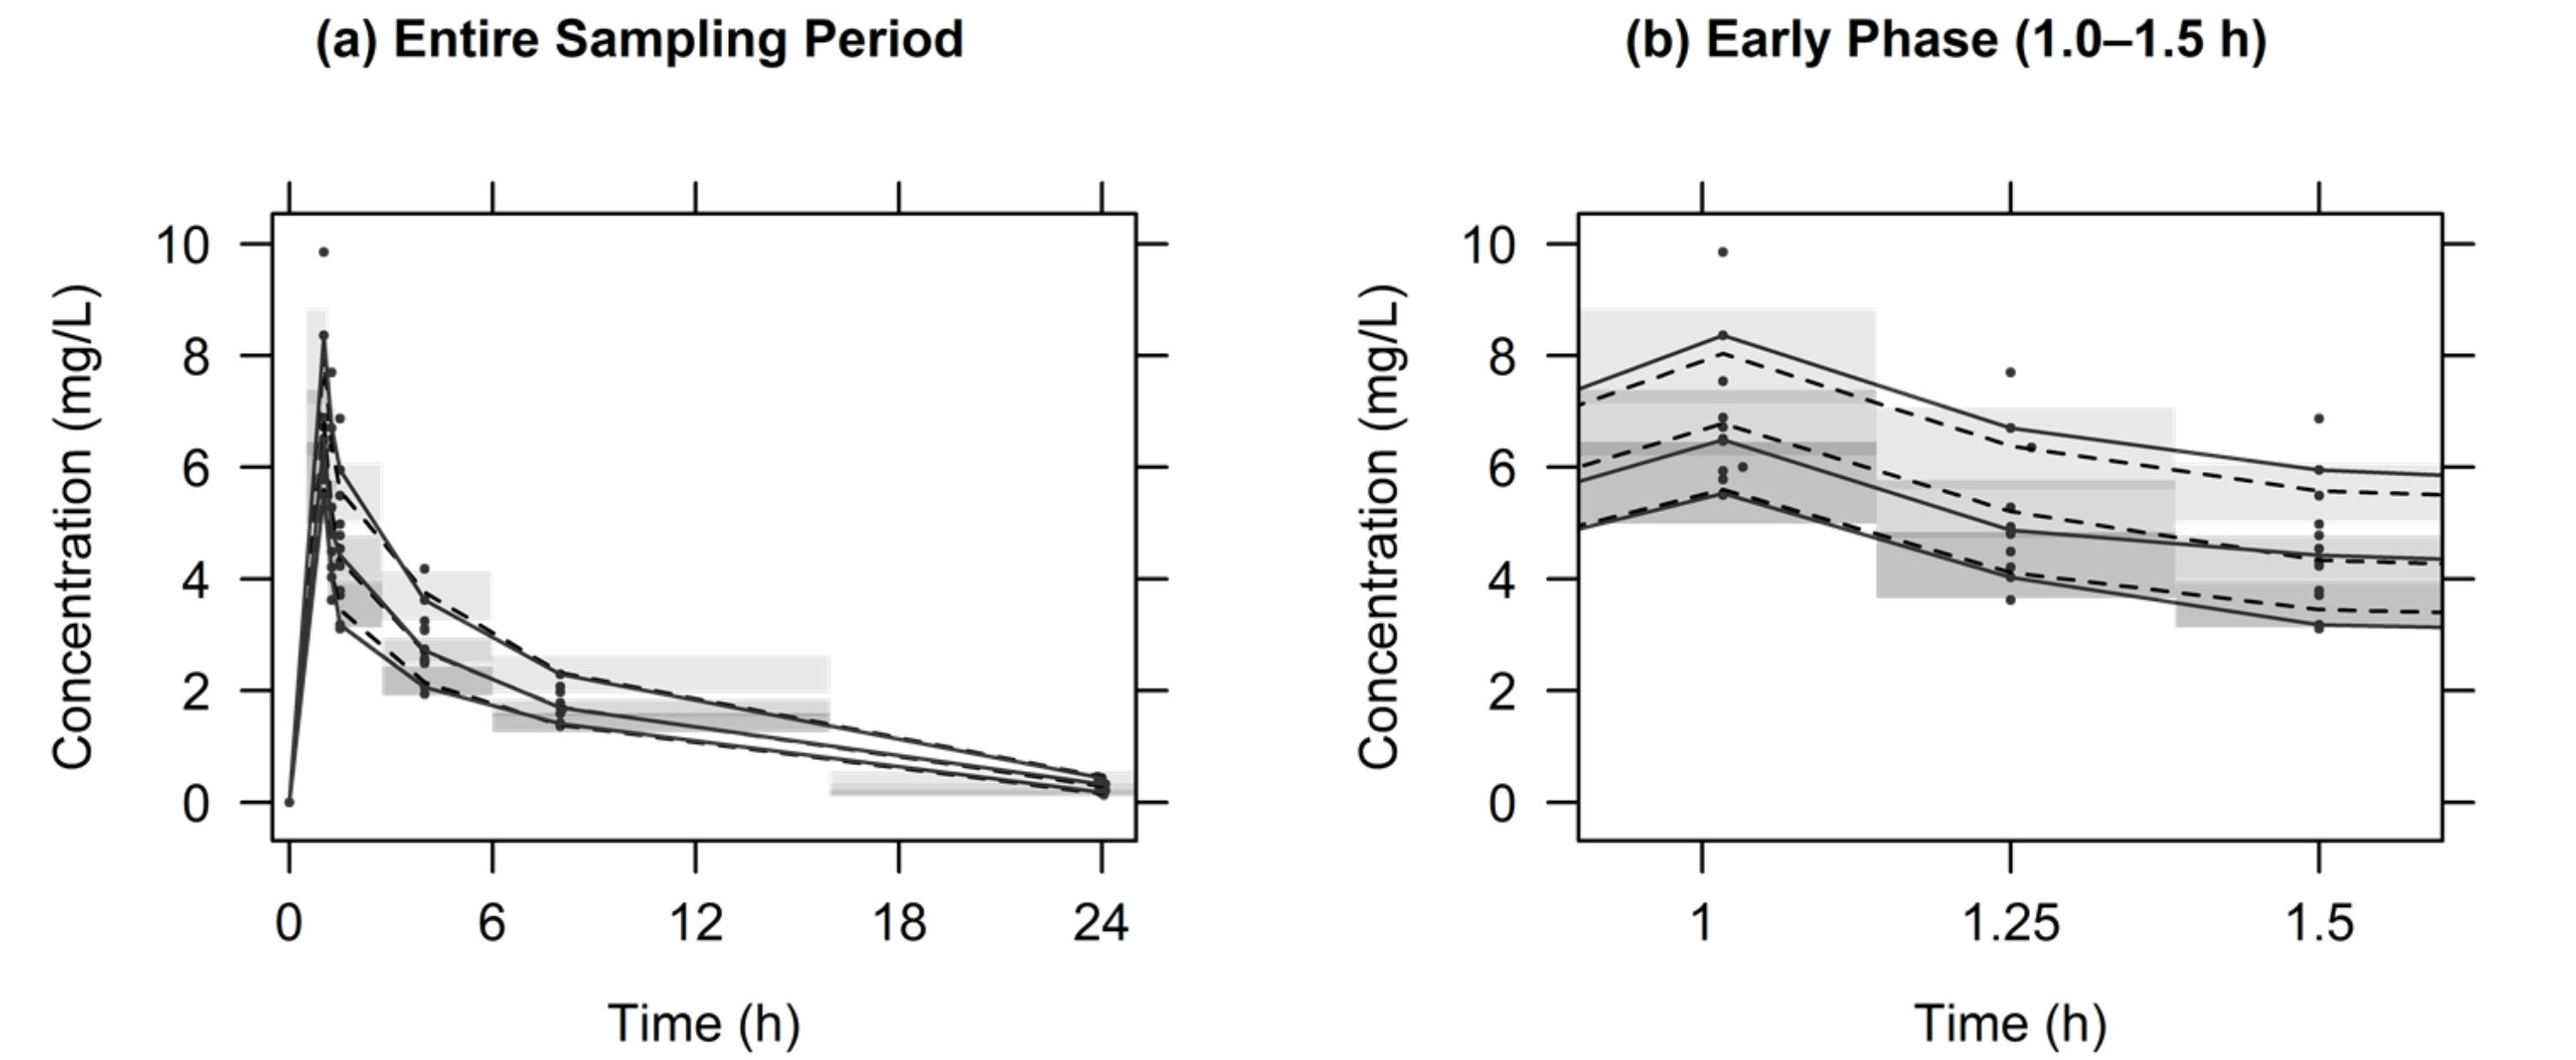 (a) Entire Sampling Period
10
8
6
4
2
0
Concentration (mg/L)
0 6 12 18 24
Time (h)
(b) Early Phase (1.0–1.5 h)
10
8
6
4
2
0
Concentration (mg/L)
1 1.25 1.5
Time (h)